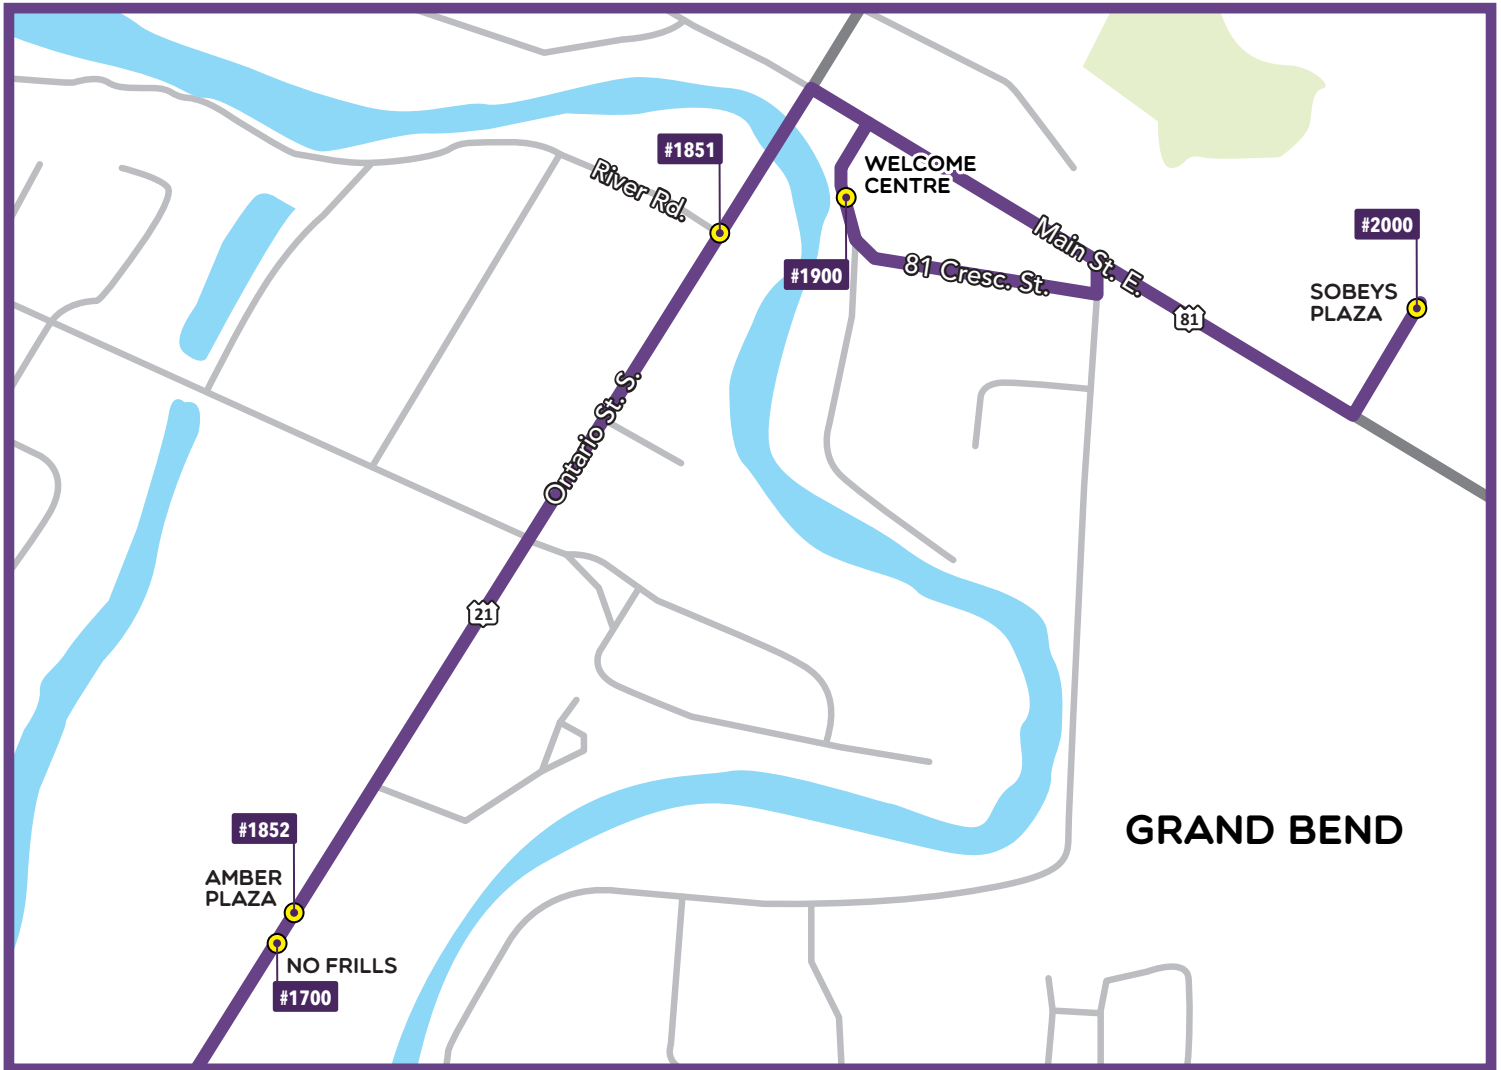 #1851
River Rd.
WELCOME
CENTRE
#1900
81 Cresc. St.
Main St. E.
81
#2000
SOBEYS
PLAZA
Ontario St. S.
21
#1852
AMBER
PLAZA
NO FRILLS
#1700
GRAND BEND